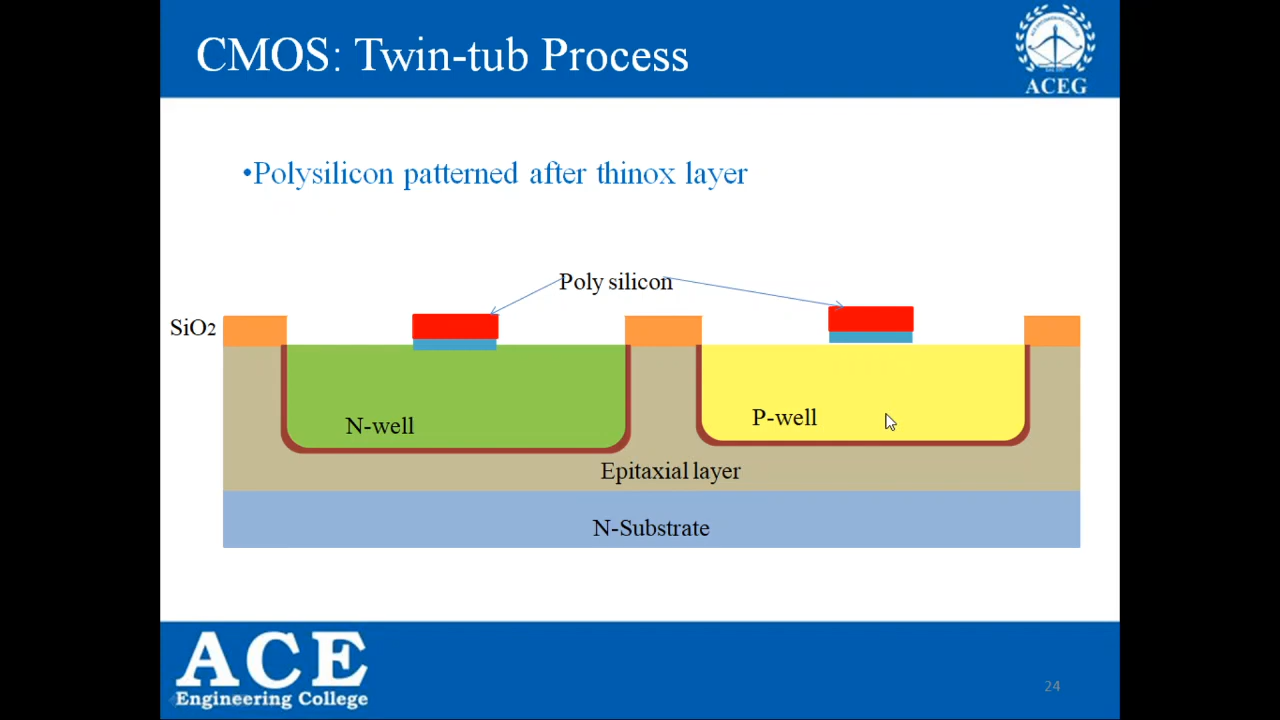 CMOS: Twin-tub Process
ACEG
•Polysilicon patterned after thinox layer
Poly silicon
SiO2
N-well
P-well
Epitaxial layer
N-Substrate
ACE
Engineering College
24